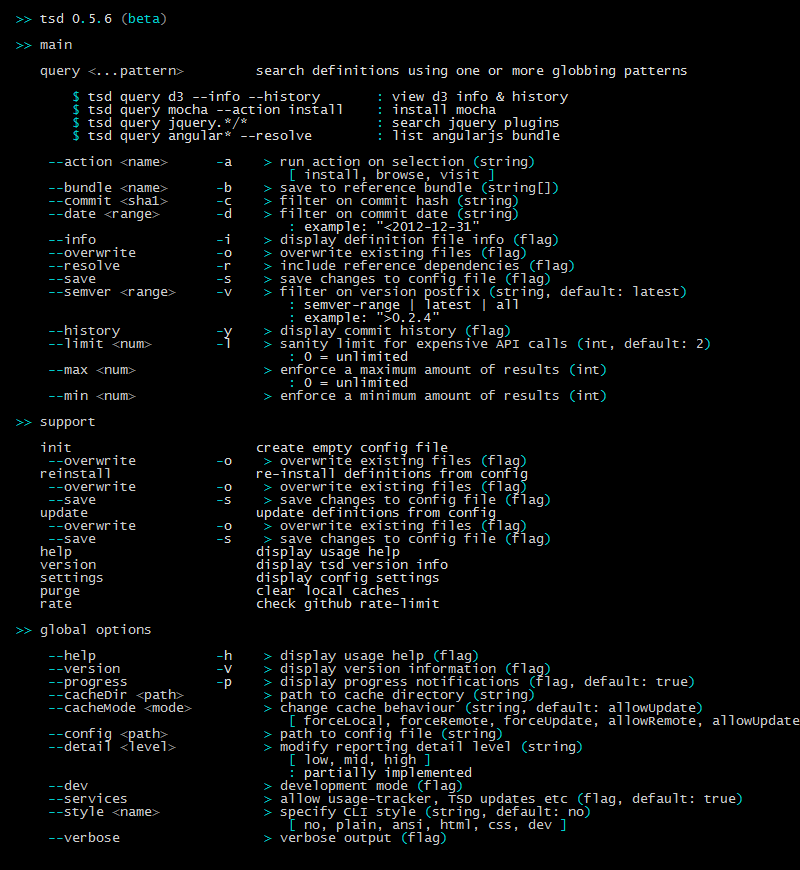 >> tsd 0.5.6 (beta)
>> main
query <...pattern> search definitions using one or more globbing patterns
$ tsd query d3 --info --history : view d3 info & history
$ tsd query mocha --action install : install mocha
$ tsd query jquery.*/* : search jquery plugins
$ tsd query angular* --resolve : list angularjs bundle
--action <name> -a > run action on selection (string)
[ install, browse, visit ]
--bundle <name> -b > save to reference bundle (string[])
--commit <sha1> -c > filter on commit hash (string)
--date <range> -d > filter on commit date (string)
: example: "<2012-12-31"
--info -i > display definition file info (flag)
--overwrite -o > overwrite existing files (flag)
--resolve -r > include reference dependencies (flag)
--save -s > save changes to config file (flag)
--semver <range> -v > filter on version postfix (string, default: latest)
: semver-range | latest | all
: example: ">0.2.4"
--history -y > display commit history (flag)
--limit <num> -l > sanity limit for expensive API calls (int, default: 2)
: 0 = unlimited
--max <num> > enforce a maximum amount of results (int)
: 0 = unlimited
--min <num> > enforce a minimum amount of results (int)
>> support
init create empty config file
--overwrite -o > overwrite existing files (flag)
reinstall re-install definitions from config
--overwrite -o > overwrite existing files (flag)
--save -s > save changes to config file (flag)
update update definitions from config
--overwrite -o > overwrite existing files (flag)
--save -s > save changes to config file (flag)
help display usage help
version display tsd version info
settings display config settings
purge clear local caches
rate check github rate-limit
>> global options
--help -h > display usage help (flag)
--version -V > display version information (flag)
--progress -p > display progress notifications (flag, default: true)
--cacheDir <path> > path to cache directory (string)
--cacheMode <mode> > change cache behaviour (string, default: allowUpdate)
[ forceLocal, forceRemote, forceUpdate, allowRemote, allowUpdate
--config <path> > path to config file (string)
--detail <level> > modify reporting detail level (string)
[ low, mid, high ]
: partially implemented
--dev > development mode (flag)
--services > allow usage-tracker, TSD updates etc (flag, default: true)
--style <name> > specify CLI style (string, default: no)
[ no, plain, ansi, html, css, dev ]
--verbose > verbose output (flag)